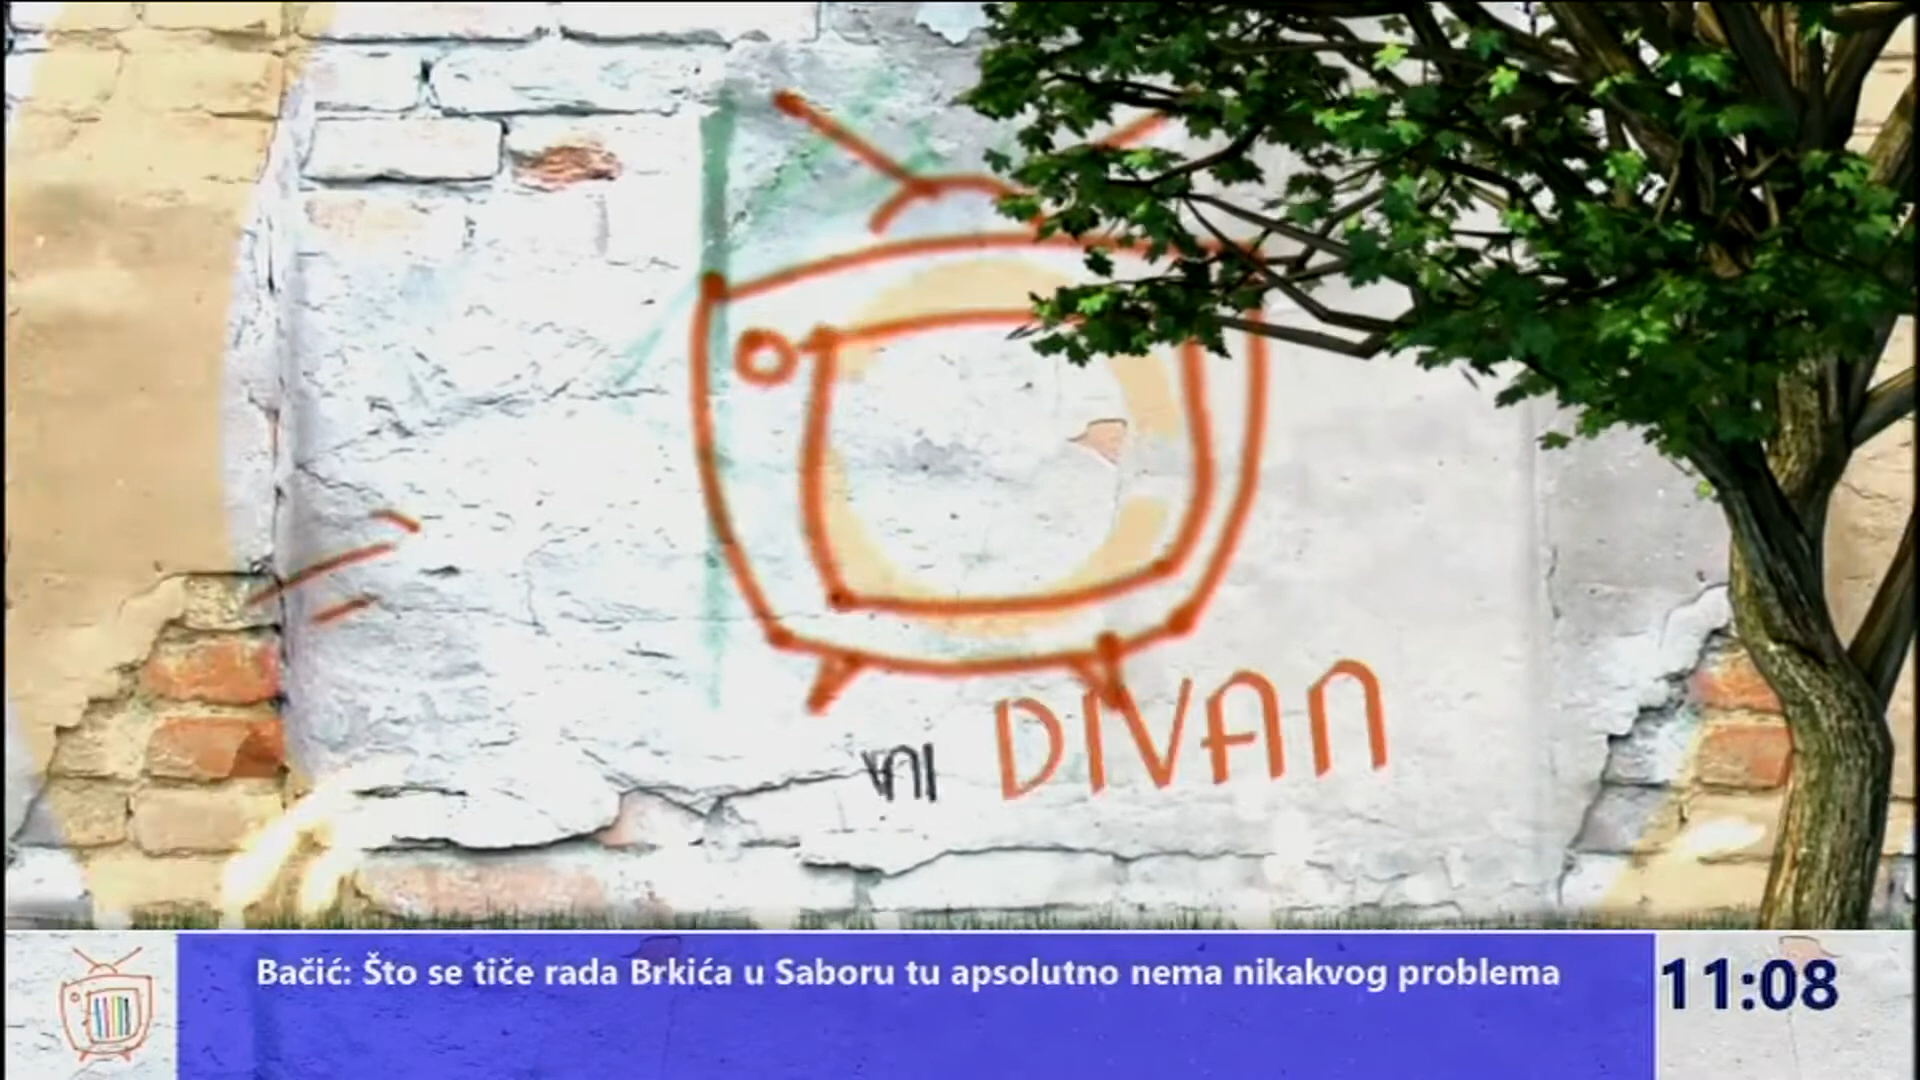 DIVAN
Bačić: Što se tiče rada Brkića u Saboru tu apsolutno nema nikakvog problema
11:08